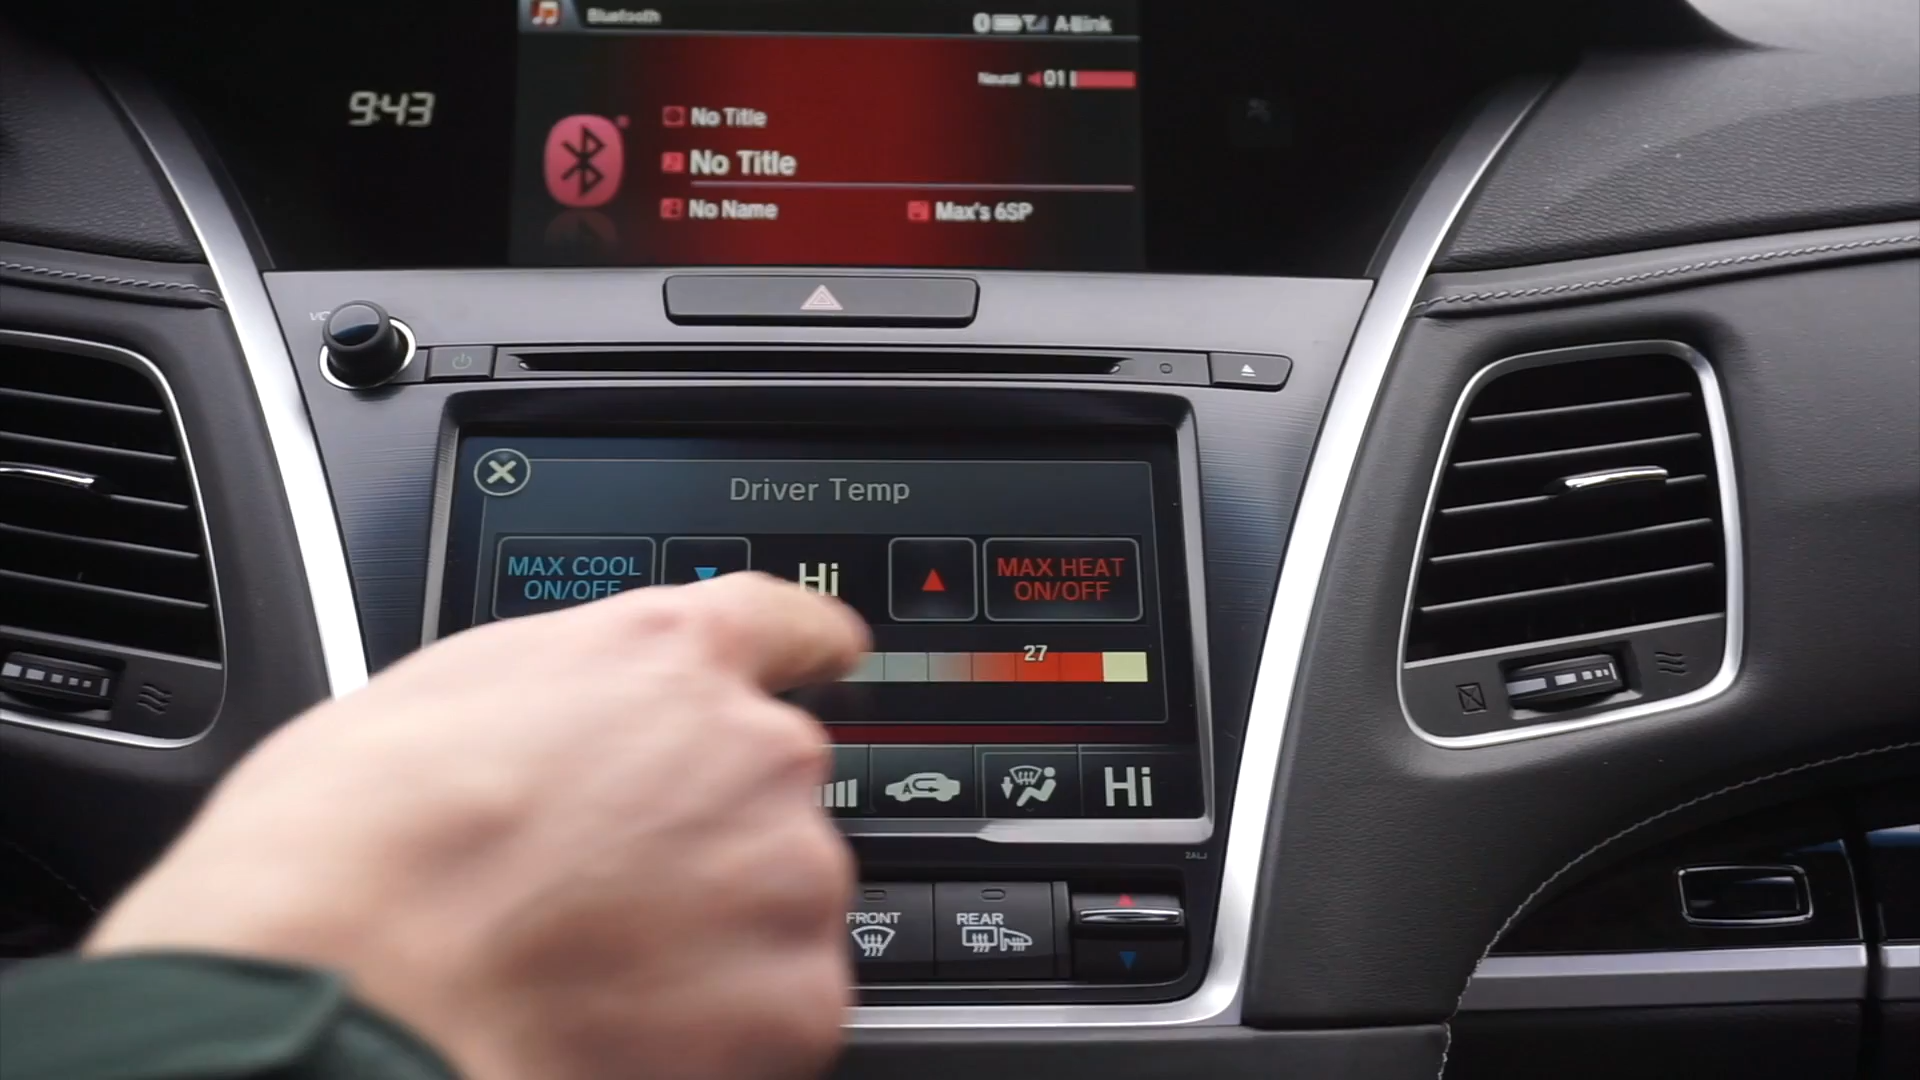 Bluetooth
A-Link
Neural 01
9:43
No Title
No Title
No Name
Max's 6SP
Driver Temp
MAX COOL
ON/OFF
Hi
MAX HEAT
ON/OFF
27
Hi
FRONT
REAR